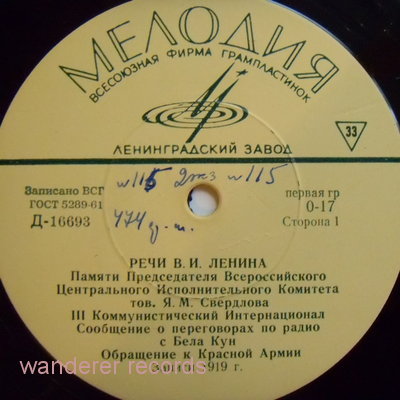 МЕЛОДИЯ
ВСЕСОЮЗНАЯ ФИРМА ГРАМПЛАСТИНОК
ЛЕНИНГРАДСКИЙ ЗАВОД
33
Записано ВСГ
ГОСТ 5289-61
Д-16693
первая гр
0-17
Сторона 1
РЕЧИ В.И. ЛЕНИНА
Памяти Председателя Всероссийского
Центрального Исполнительного Комитета
тов. Я.М. Свердлова
III Коммунистический Интернационал
Сообщение о переговорах по радио
с Бела Кун
Обращение к Красной Армии
записи 1919 г.
wanderer records